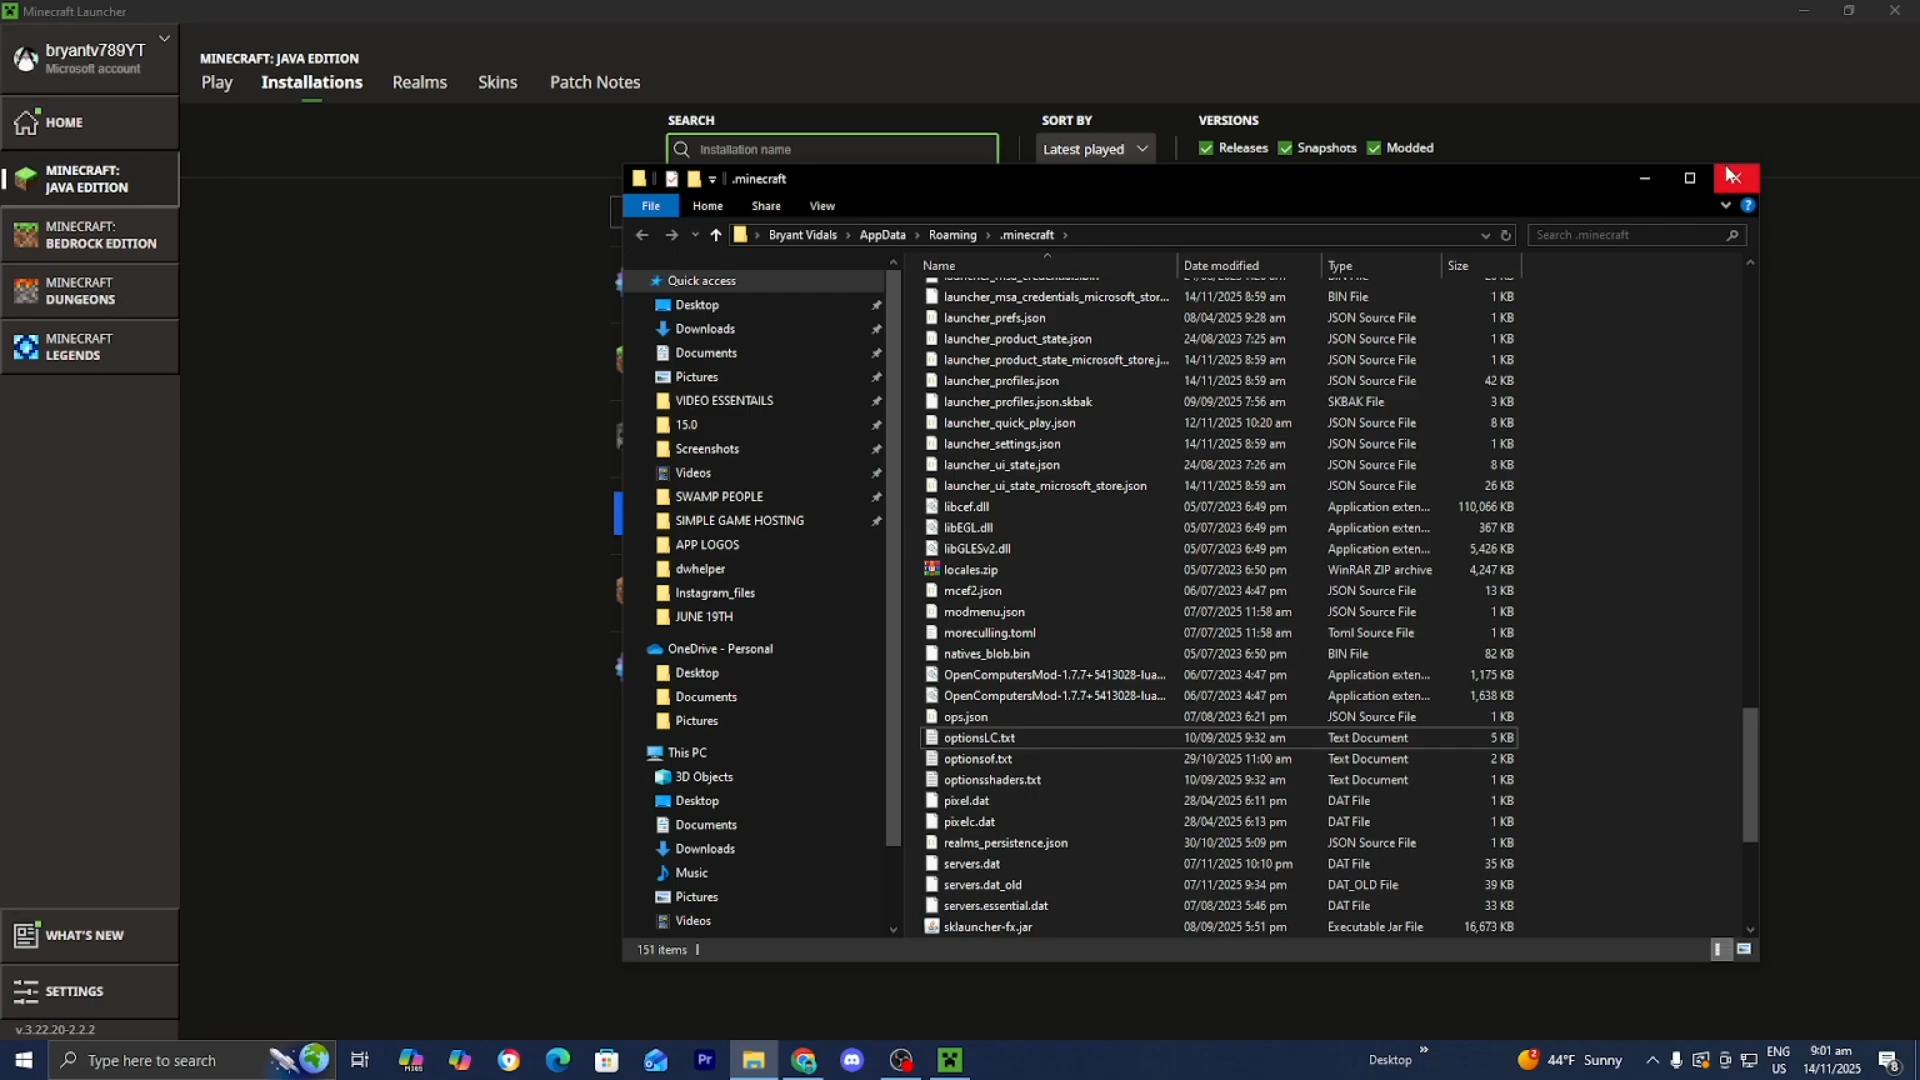 Minecraft Launcher
bryantv789YT
Microsoft account
HOME
MINECRAFT:
JAVA EDITION
MINECRAFT:
BEDROCK EDITION
MINECRAFT
DUNGEONS
MINECRAFT
LEGENDS
WHAT'S NEW
SETTINGS
v.3.22.20-2.2.2
MINECRAFT: JAVA EDITION
Play Installations Realms Skins Patch Notes
SEARCH SORT BY VERSIONS
Installation name Latest played Releases Snapshots Modded
.minecraft
File Home Share View
Bryant Vidals AppData Roaming .minecraft Search .minecraft
Quick access
Desktop
Downloads
Documents
Pictures
VIDEO ESSENTAILS
15.0
Screenshots
Videos
SWAMP PEOPLE
SIMPLE GAME HOSTING
APP LOGOS
dwhelper
Instagram_files
JUNE 19TH
OneDrive - Personal
Desktop
Documents
Pictures
This PC
3D Objects
Desktop
Documents
Downloads
Music
Pictures
Videos
Name Date modified Type Size
launcher_msa_credentials_microsoft_stor... 14/11/2025 8:59 am BIN File 1 KB
launcher_prefs.json 08/04/2025 9:28 am JSON Source File 1 KB
launcher_product_state.json 24/08/2023 7:25 am JSON Source File 1 KB
launcher_product_state_microsoft_store.j... 14/11/2025 8:59 am JSON Source File 1 KB
launcher_profiles.json 14/11/2025 8:59 am JSON Source File 42 KB
launcher_profiles.json.skbak 09/09/2025 7:56 am SKBAK File 3 KB
launcher_quick_play.json 12/11/2025 10:20 am JSON Source File 8 KB
launcher_settings.json 14/11/2025 8:59 am JSON Source File 1 KB
launcher_ui_state.json 24/08/2023 7:26 am JSON Source File 8 KB
launcher_ui_state_microsoft_store.json 14/11/2025 8:59 am JSON Source File 26 KB
libcef.dll 05/07/2023 6:49 pm Application exten... 110,066 KB
libEGL.dll 05/07/2023 6:49 pm Application exten... 367 KB
libGLESv2.dll 05/07/2023 6:49 pm Application exten... 5,426 KB
locales.zip 05/07/2023 6:50 pm WinRAR ZIP archive 4,247 KB
mcef2.json 06/07/2023 4:47 pm JSON Source File 13 KB
modmenu.json 07/07/2025 11:58 am JSON Source File 1 KB
moreculling.toml 07/07/2025 11:58 am Toml Source File 1 KB
natives_blob.bin 05/07/2023 6:50 pm BIN File 82 KB
OpenComputersMod-1.7.7+5413028-lua... 06/07/2023 4:47 pm Application exten... 1,175 KB
OpenComputersMod-1.7.7+5413028-lua... 06/07/2023 4:47 pm Application exten... 1,638 KB
ops.json 07/08/2023 6:21 pm JSON Source File 1 KB
optionsLC.txt 10/09/2025 9:32 am Text Document 5 KB
optionsof.txt 29/10/2025 11:00 am Text Document 2 KB
optionsshaders.txt 10/09/2025 9:32 am Text Document 1 KB
pixel.dat 28/04/2025 6:11 pm DAT File 1 KB
pixelc.dat 28/04/2025 6:13 pm DAT File 1 KB
realms_persistence.json 30/10/2025 5:09 pm JSON Source File 1 KB
servers.dat 07/11/2025 10:10 pm DAT File 35 KB
servers.dat_old 07/11/2025 9:34 pm DAT_OLD File 39 KB
servers.essential.dat 07/08/2023 5:46 pm DAT File 33 KB
sklauncher-fx.jar 08/09/2025 5:51 pm Executable Jar File 16,673 KB
151 items
Type here to search
Desktop
44°F Sunny
ENG
US
9:01 am
14/11/2025
8